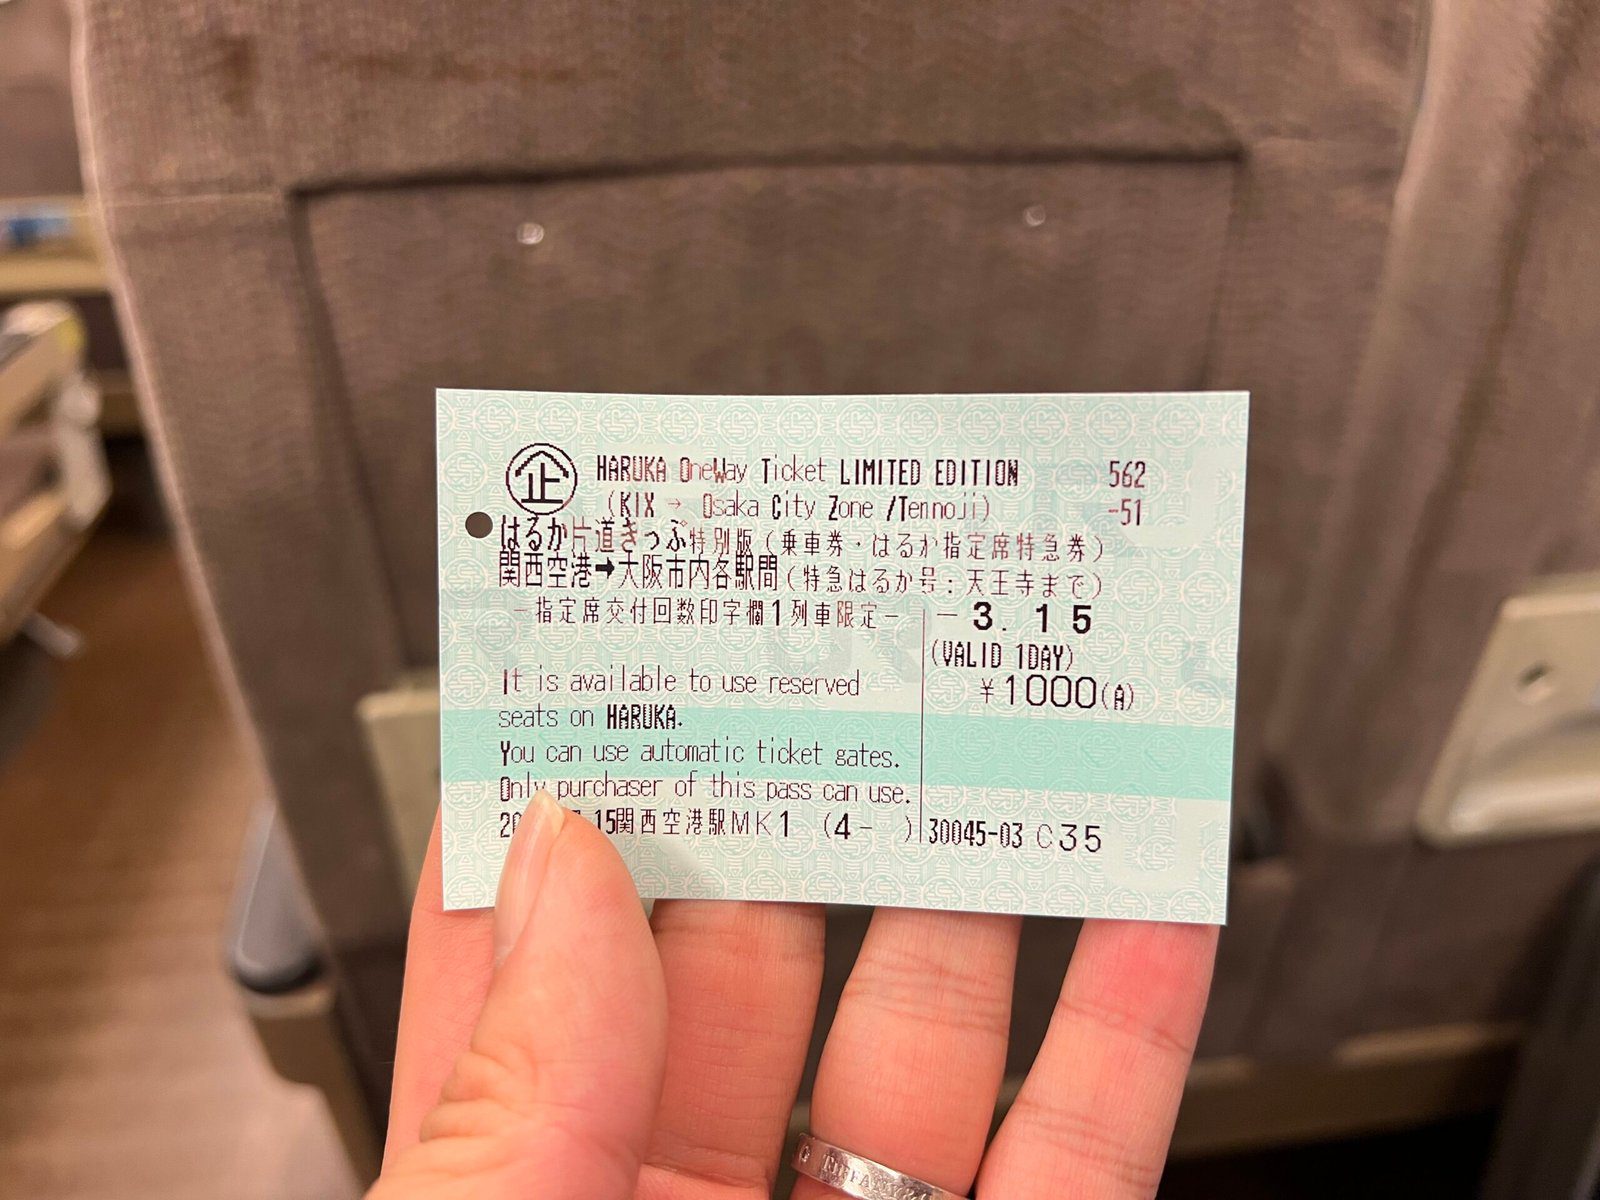 企 HARUKA OneWay Ticket LIMITED EDITION 562
(KIX → Osaka City Zone /Tennoji) -51
はるか片道きっぷ特別版(乗車券・はるか指定席特急券)
関西空港➡大阪市内各駅間(特急はるか号:天王寺まで)
-指定席交付回数印字欄1列車限定- -3.15
(VALID 1DAY)
It is available to use reserved ¥1000(A)
seats on HARUKA.
You can use automatic ticket gates.
Only purchaser of this pass can use.
15関西空港駅MK1 (4- ) 30045-03 C35
TIFFANY&